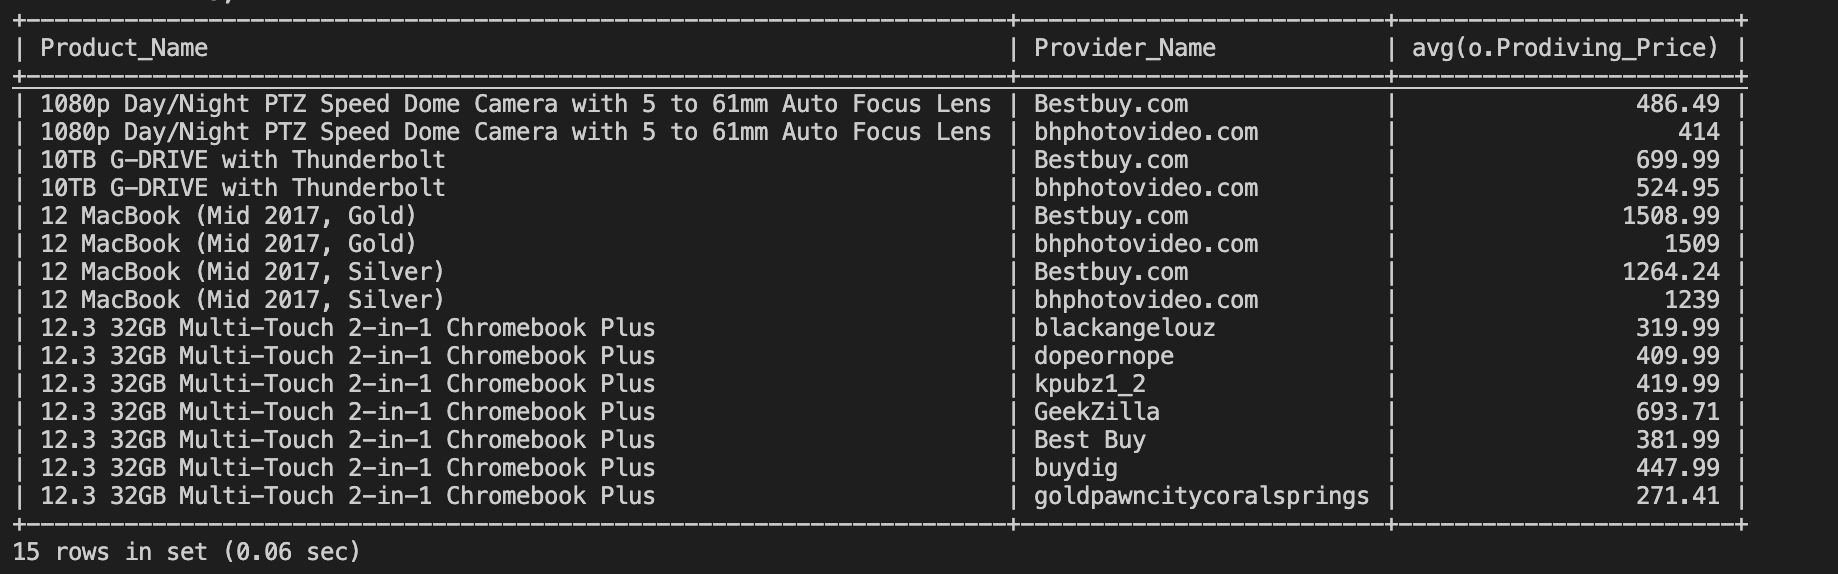 +----------------------------------------------------------------------+--------------------------+------------------------+
| Product_Name | Provider_Name | avg(o.Prodiving_Price) |
+----------------------------------------------------------------------+--------------------------+------------------------+
| 1080p Day/Night PTZ Speed Dome Camera with 5 to 61mm Auto Focus Lens | Bestbuy.com | 486.49 |
| 1080p Day/Night PTZ Speed Dome Camera with 5 to 61mm Auto Focus Lens | bhphotovideo.com | 414 |
| 10TB G-DRIVE with Thunderbolt | Bestbuy.com | 699.99 |
| 10TB G-DRIVE with Thunderbolt | bhphotovideo.com | 524.95 |
| 12 MacBook (Mid 2017, Gold) | Bestbuy.com | 1508.99 |
| 12 MacBook (Mid 2017, Gold) | bhphotovideo.com | 1509 |
| 12 MacBook (Mid 2017, Silver) | Bestbuy.com | 1264.24 |
| 12 MacBook (Mid 2017, Silver) | bhphotovideo.com | 1239 |
| 12.3 32GB Multi-Touch 2-in-1 Chromebook Plus | blackangelouz | 319.99 |
| 12.3 32GB Multi-Touch 2-in-1 Chromebook Plus | dopeornope | 409.99 |
| 12.3 32GB Multi-Touch 2-in-1 Chromebook Plus | kpubz1_2 | 419.99 |
| 12.3 32GB Multi-Touch 2-in-1 Chromebook Plus | GeekZilla | 693.71 |
| 12.3 32GB Multi-Touch 2-in-1 Chromebook Plus | Best Buy | 381.99 |
| 12.3 32GB Multi-Touch 2-in-1 Chromebook Plus | buydig | 447.99 |
| 12.3 32GB Multi-Touch 2-in-1 Chromebook Plus | goldpawncitycoralsprings | 271.41 |
+----------------------------------------------------------------------+--------------------------+------------------------+
15 rows in set (0.06 sec)